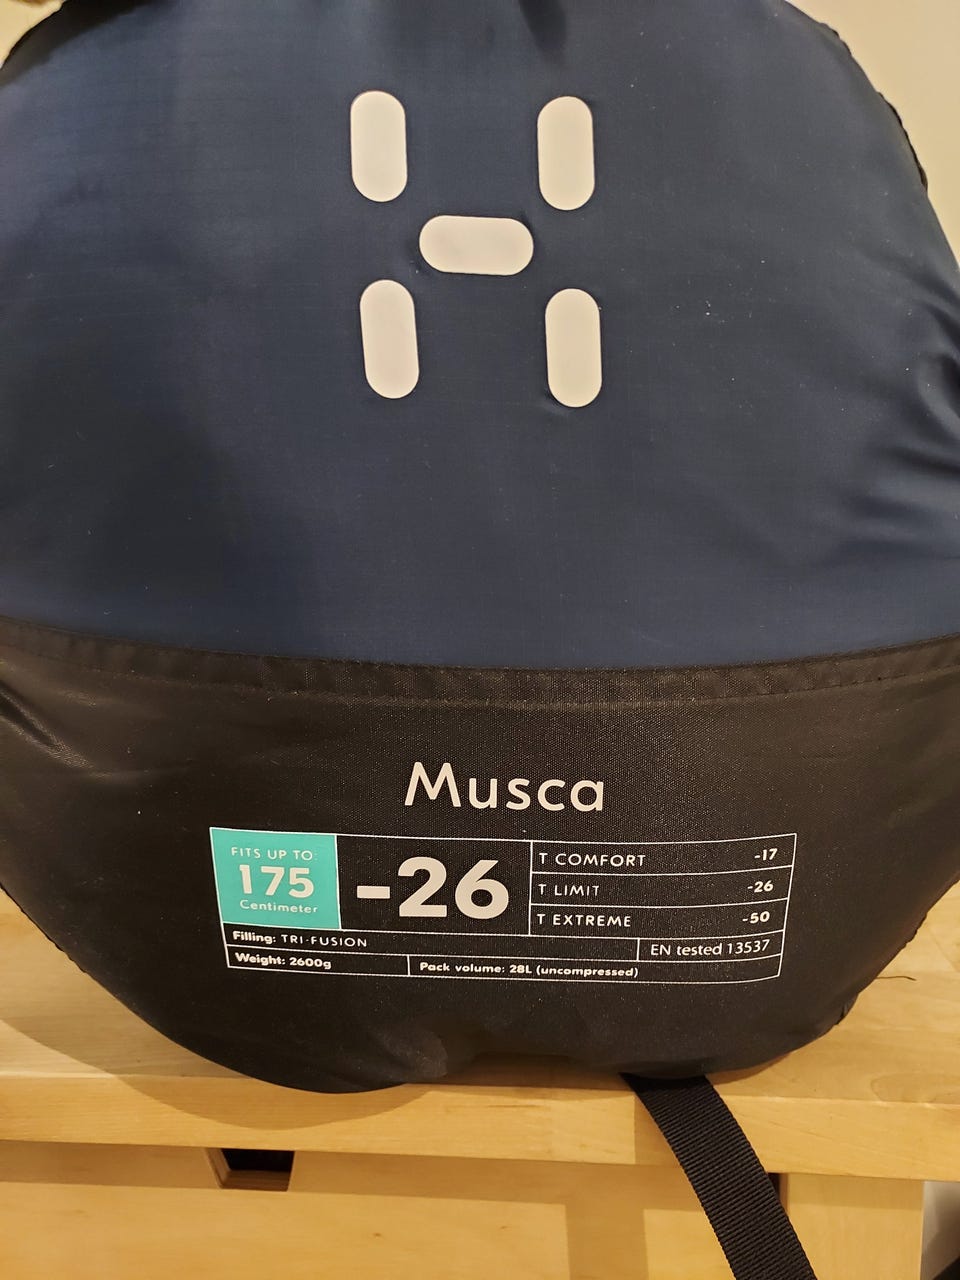 H
Musca
FITS UP TO:
175
Centimeter
-26
T COMFORT -17
T LIMIT -26
T EXTREME -50
Filling: TRI-FUSION
EN tested 13537
Weight: 2600g
Pack volume: 28L (uncompressed)